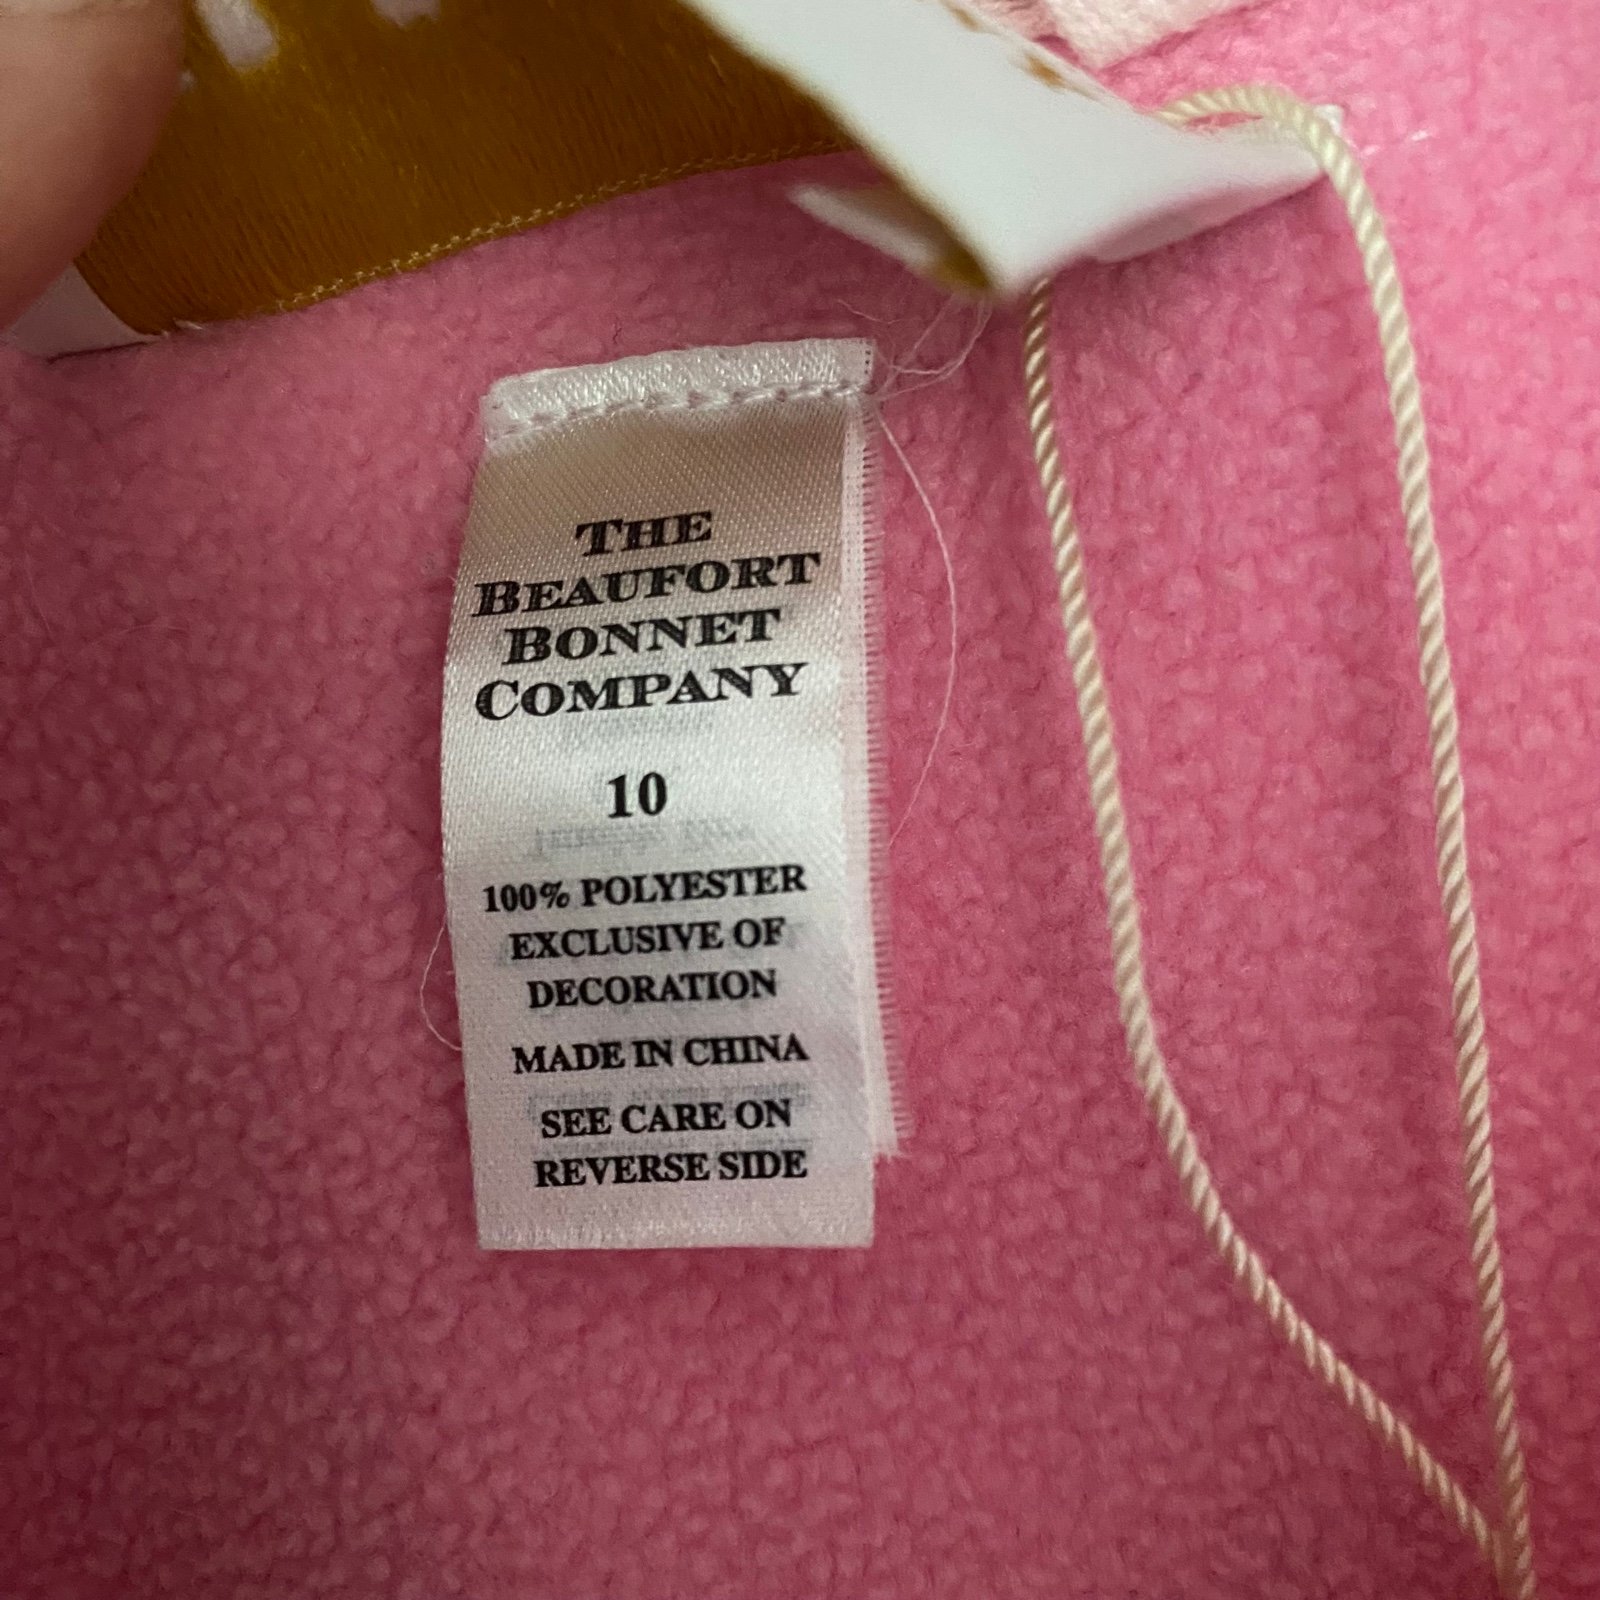 THE
BEAUFORT
BONNET
COMPANY
10
100% POLYESTER
EXCLUSIVE OF
DECORATION
MADE IN CHINA
SEE CARE ON
REVERSE SIDE